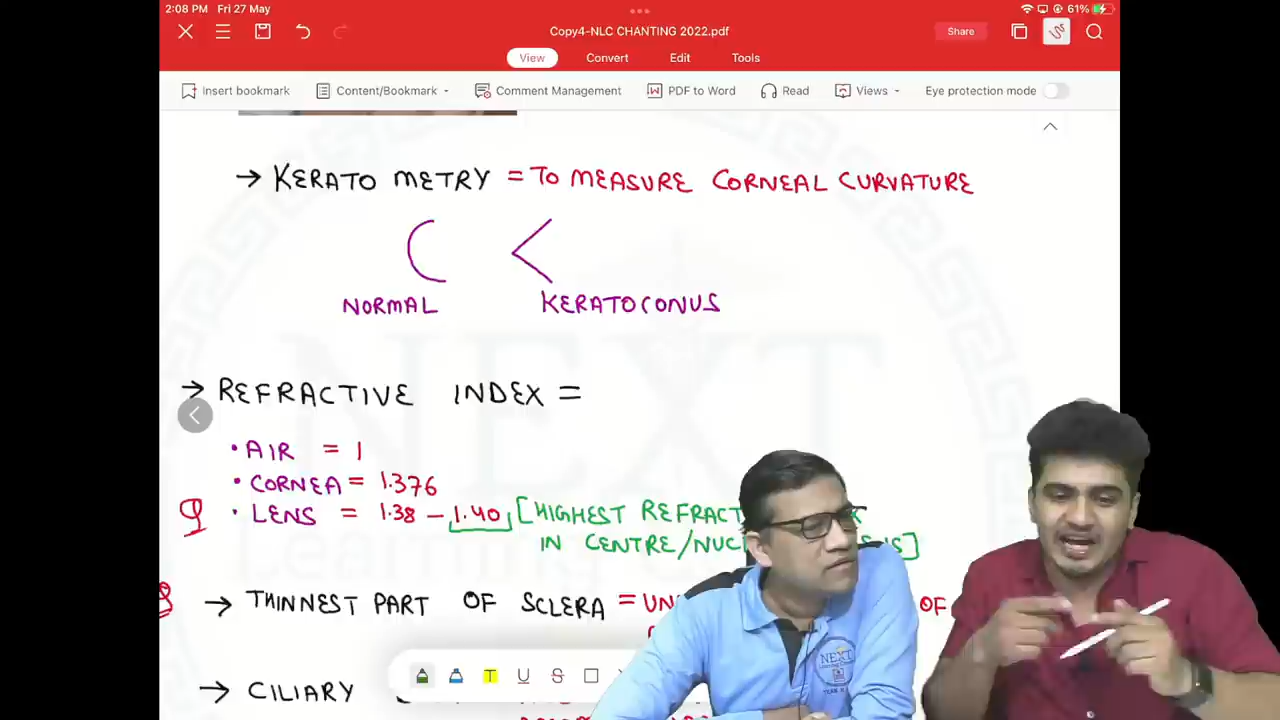 2:08 PM Fri 27 May
61%
Copy4-NLC CHANTING 2022.pdf
Share
View Convert Edit Tools
Insert bookmark Content/Bookmark Comment Management PDF to Word Read Views Eye protection mode
→ KERATO METRY = TO MEASURE CORNEAL CURVATURE
NORMAL KERATOCONUS
→ REFRACTIVE INDEX =
• AIR = 1
• CORNEA = 1.376
• LENS = 1.38 – 1.40 [HIGHEST
IN CENTRE/
→ THINNEST PART OF SCLERA = OF
→ CILIARY
T U S
NEXT